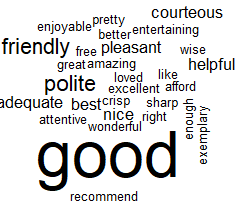 courteous
pretty
enjoyable
better entertaining
friendly free pleasant wise
great amazing helpful
polite loved like
excellent afford
adequate best crisp sharp
attentive nice right enough
wonderful exemplary
good
recommend